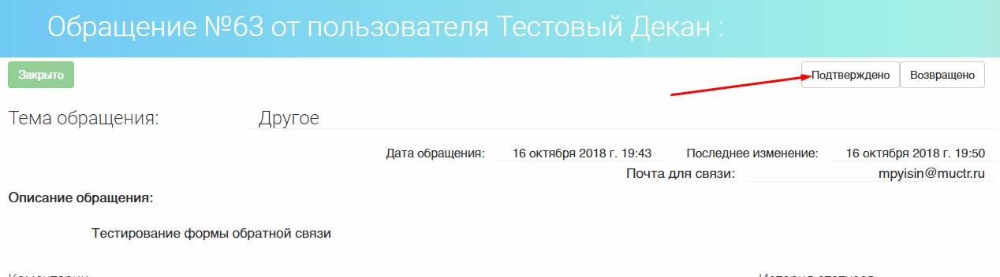 Обращение №63 от пользователя Тестовый Декан :
Закрыто
Подтверждено Возвращено
Тема обращения: Другое
Дата обращения: 16 октября 2018 г. 19:43 Последнее изменение: 16 октября 2018 г. 19:50
Почта для связи: mpyisin@muctr.ru
Описание обращения:
Тестирование формы обратной связи